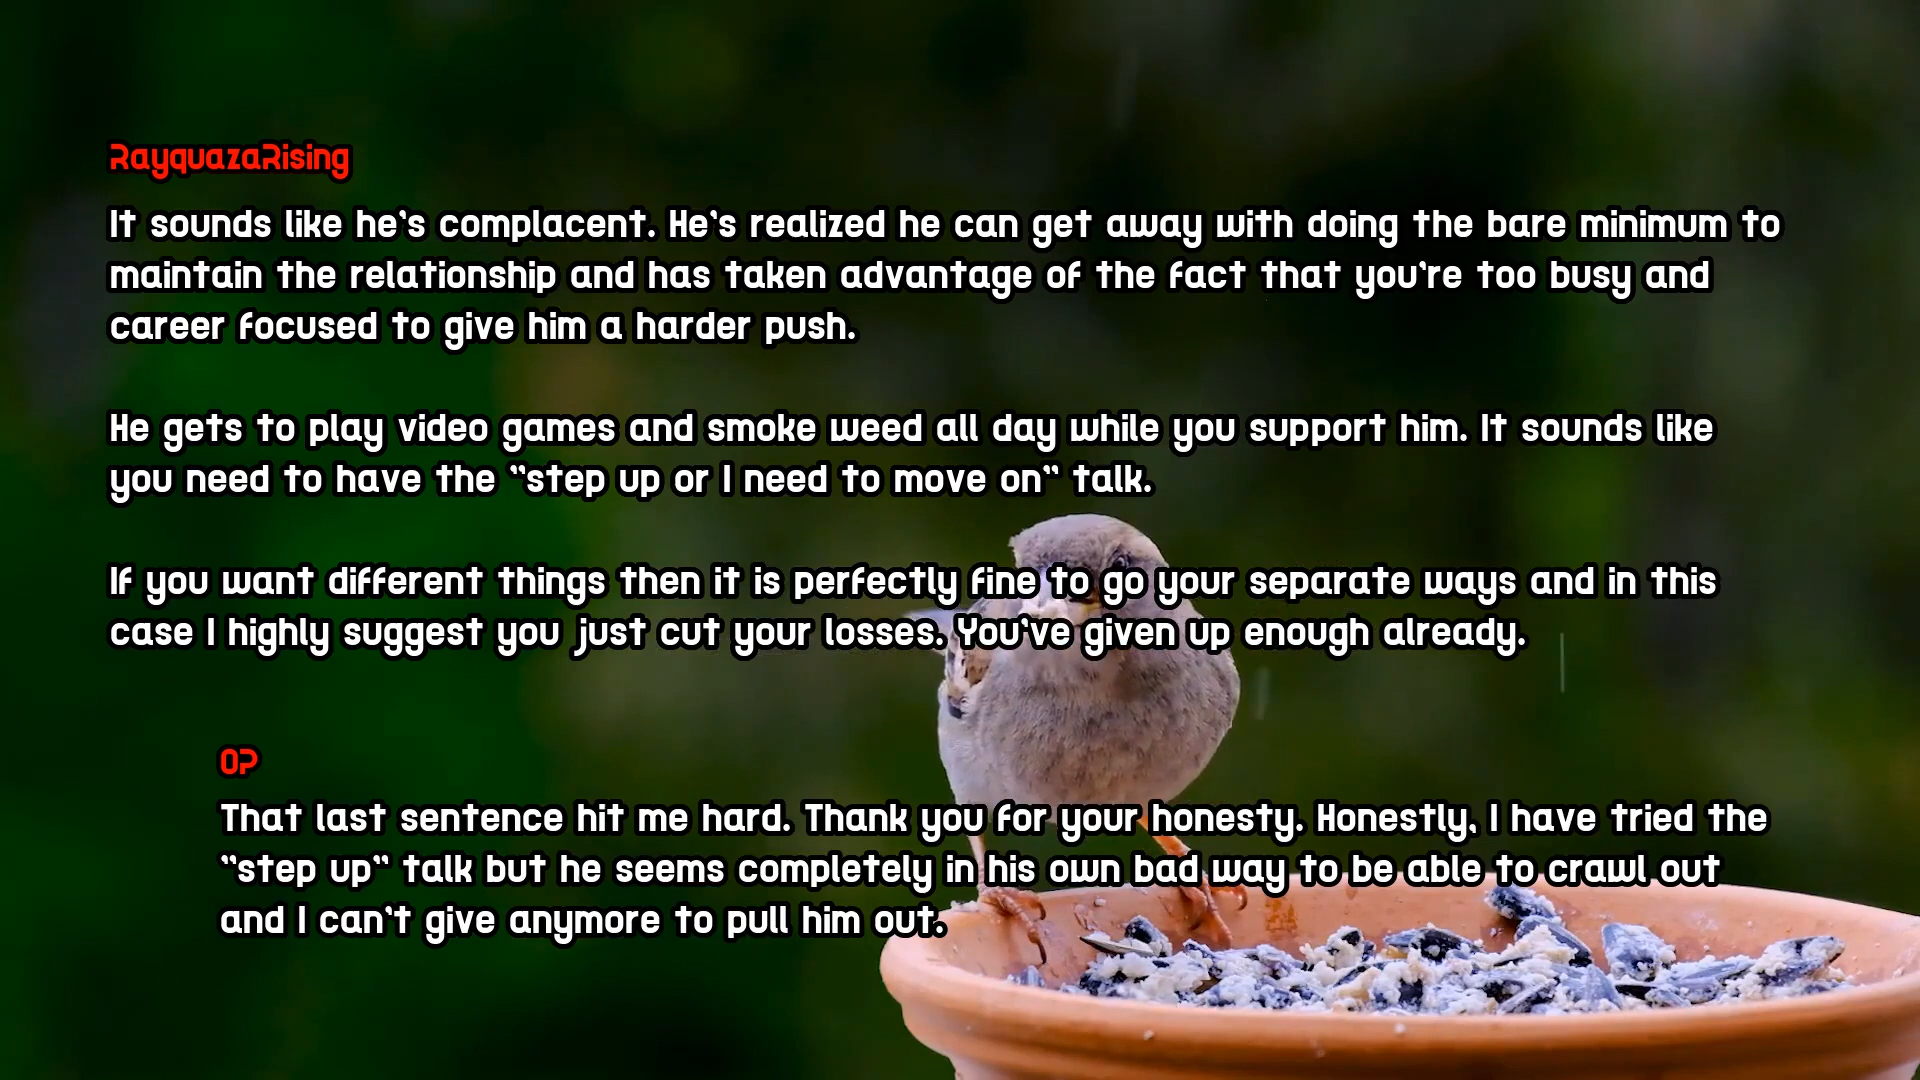 RayquazaRising
It sounds like he's complacent. He's realized he can get away with doing the bare minimum to
maintain the relationship and has taken advantage of the fact that you're too busy and
career focused to give him a harder push.
He gets to play video games and smoke weed all day while you support him. It sounds like
you need to have the "step up or I need to move on" talk.
If you want different things then it is perfectly fine to go your separate ways and in this
case I highly suggest you just cut your losses. You've given up enough already.
OP
That last sentence hit me hard. Thank you for your honesty. Honestly, I have tried the
"step up" talk but he seems completely in his own bad way to be able to crawl out
and I can't give anymore to pull him out.